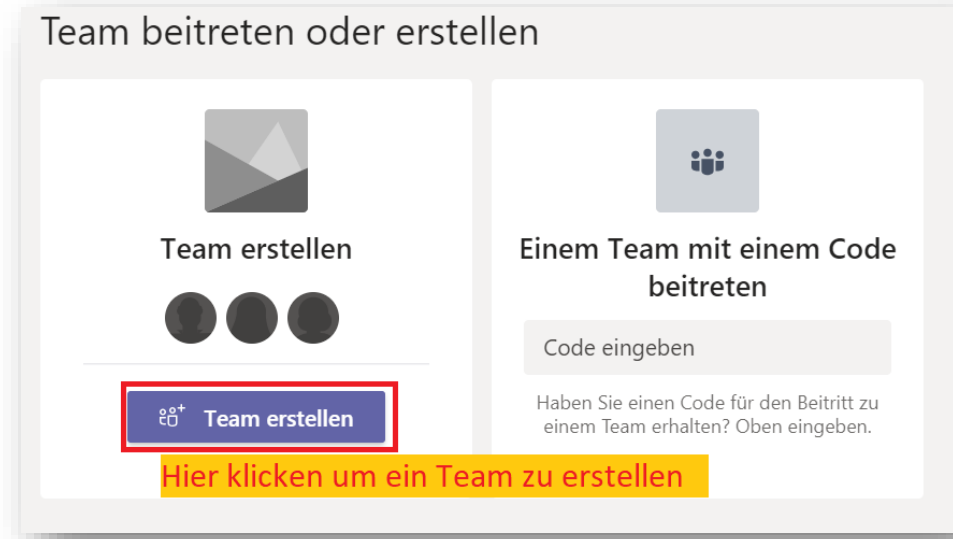 Team beitreten oder erstellen
Team erstellen
Team erstellen
Hier klicken um ein Team zu erstellen
Einem Team mit einem Code
beitreten
Code eingeben
Haben Sie einen Code für den Beitritt zu
einem Team erhalten? Oben eingeben.